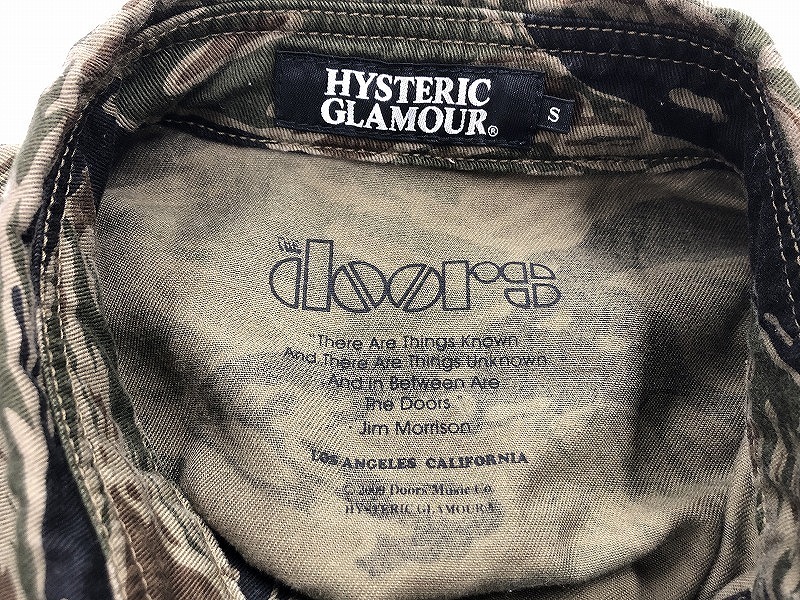 HYSTERIC
GLAMOUR®
S
THE
doors
"There Are Things Known
And There Are Things Unknown
And In Between Are
The Doors"
Jim Morrison
LOS ANGELES CALIFORNIA
© 2009 Doors Music Co.
HYSTERIC GLAMOUR®